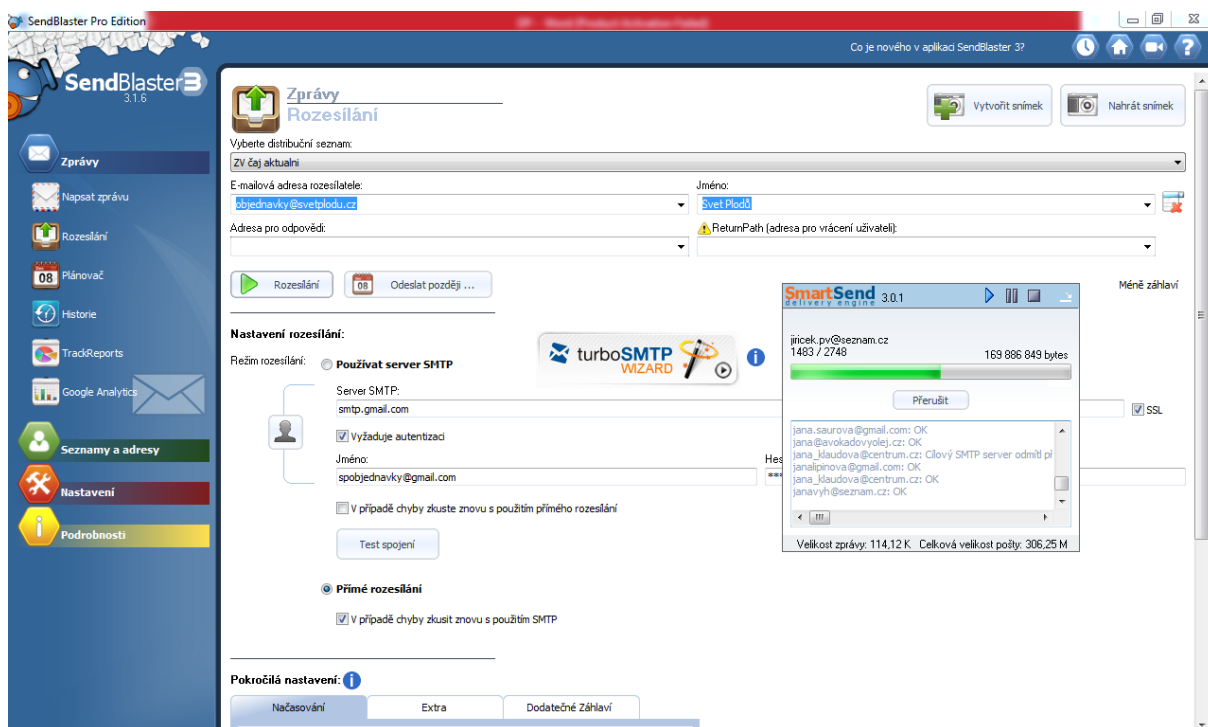 SendBlaster Pro Edition
DP - Word (Product Activation Failed)
Co je nového v aplikaci SendBlaster 3?
SendBlaster3
3.1.6
Zprávy
Napsat zprávu
Rozesílání
08
Plánovač
Historie
TrackReports
Google Analytics
Seznamy a adresy
Nastavení
Podrobnosti
Zprávy
Rozesílání
Vytvořit snímek
Nahrát snímek
Vyberte distribuční seznam:
ZV čaj aktualni
E-mailová adresa rozesílatele:
Jméno:
objednavky@svetplodu.cz
Svet Plodů
Adresa pro odpovědi:
ReturnPath (adresa pro vrácení uživateli):
Rozesílání
08
Odeslat později ...
Méně záhlaví
Nastavení rozesílání:
Režim rozesílání:
Používat server SMTP
turboSMTP
WIZARD
Server SMTP:
smtp.gmail.com
SSL
Vyžaduje autentizaci
Jméno:
Hes
spobjednavky@gmail.com
***
V případě chyby zkuste znovu s použitím přímého rozesílání
Test spojení
Přímé rozesílání
V případě chyby zkusit znovu s použitím SMTP
Pokročilá nastavení:
Načasování
Extra
Dodatečné Záhlaví
SmartSend 3.0.1
delivery engine
jiricek.pv@seznam.cz
1483 / 2748
169 886 849 bytes
Přerušit
jana.saurova@gmail.com: OK
jana@avokadovyolej.cz: OK
jana_klaudova@centrum.cz: Cílový SMTP server odmítl př
janalipinova@gmail.com: OK
jana_klaudova@centrum.cz: OK
janavyh@seznam.cz: OK
Velikost zprávy: 114,12 K Celková velikost pošty: 306,25 M